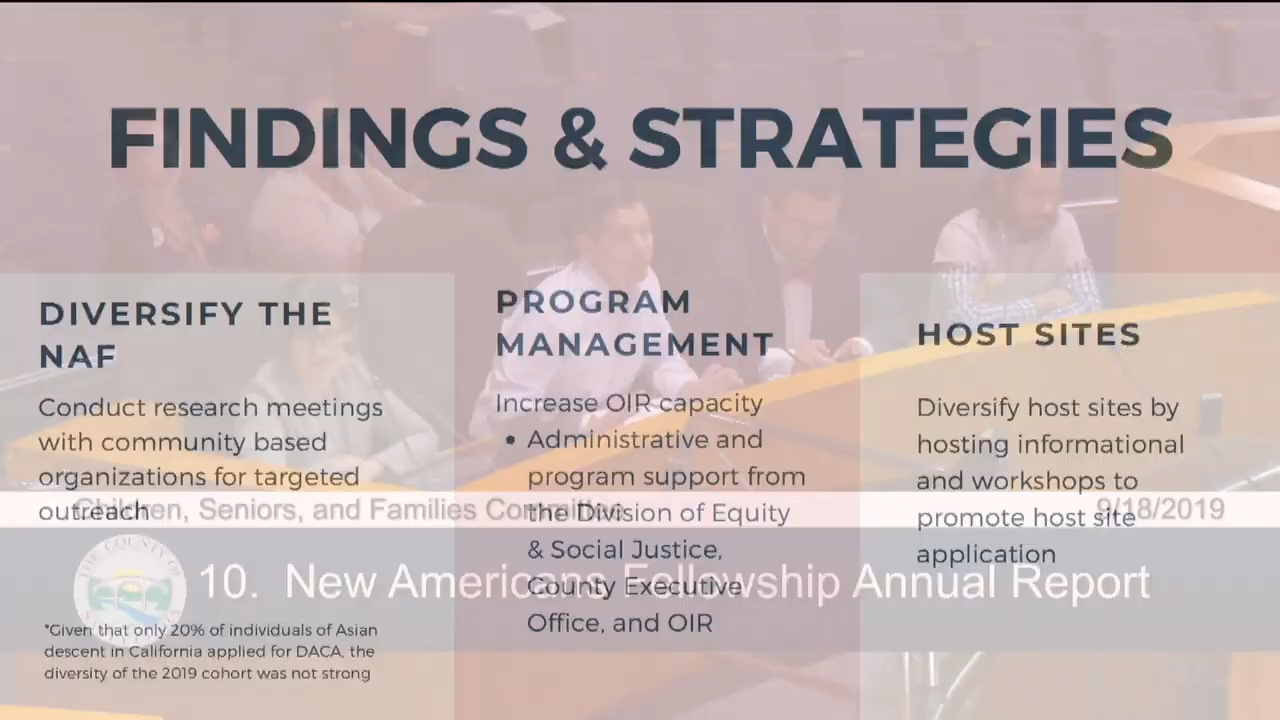 FINDINGS & STRATEGIES
DIVERSIFY THE
NAF
Conduct research meetings
with community based
organizations for targeted
outreach
*Given that only 20% of individuals of Asian
descent in California applied for DACA, the
diversity of the 2019 cohort was not strong
PROGRAM
MANAGEMENT
Increase OIR capacity
• Administrative and
program support from
the Division of Equity
& Social Justice,
County Executive
Office, and OIR
HOST SITES
Diversify host sites by
hosting informational
and workshops to
promote host site
application
Children, Seniors, and Families Committee
9/18/2019
10. New Americans Fellowship Annual Report
THE COUNTY OF